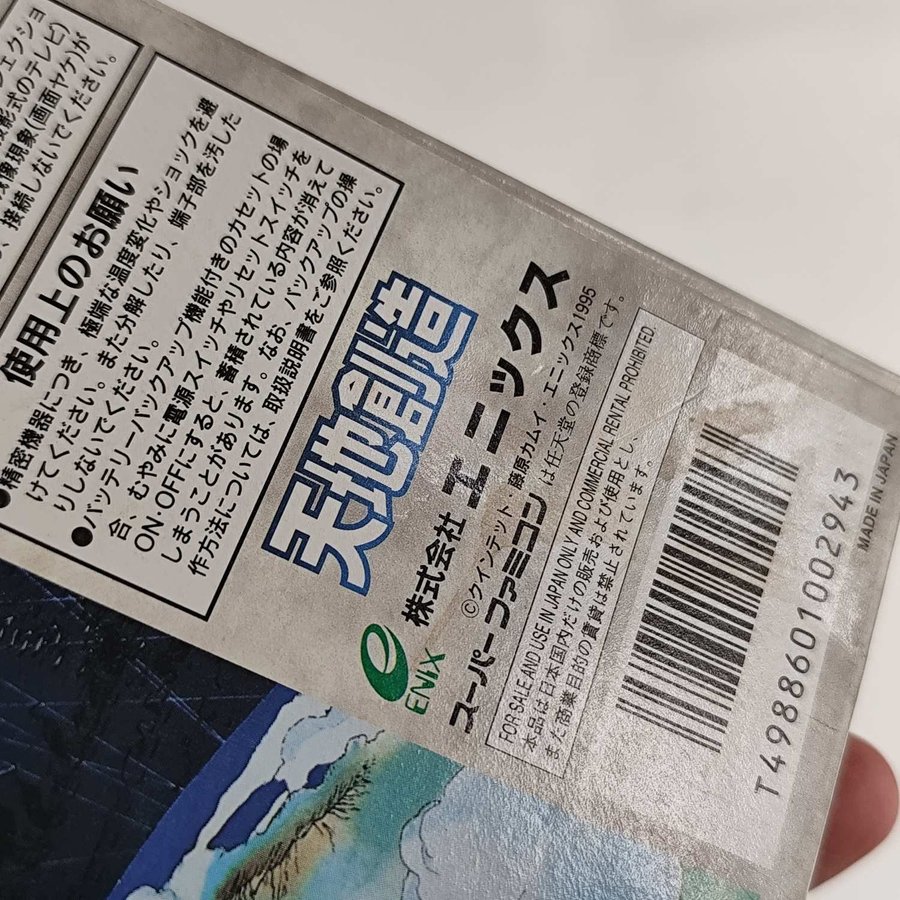 ジェクショ
投影式のテレビ)
残像現象(画面ヤケ)が
、接続しないでください。
使用上のお願い
●精密機器につき、極端な温度変化やショックを避
けてください。また分解したり、端子部を汚した
りしないでください。
●バッテリーバックアップ機能付きのカセットの場
合、むやみに電源スイッチやリセットスイッチを
ON・OFFにすると、蓄積されている内容が消えて
しまうことがあります。なお、バックアップの操
作方法については、取扱説明書をご参照ください。
天地創造
ENIX
株式会社 エニックス
©クインテット・藤原カムイ・エニックス1995
スーパーファミコン は任天堂の登録商標です。
FOR SALE AND USE IN JAPAN ONLY AND COMMERCIAL RENTAL PROHIBITED.
本品は日本国内だけの販売および使用とし、
また商業目的の賃貸は禁止されています。
T4988601002943
MADE IN JAPAN